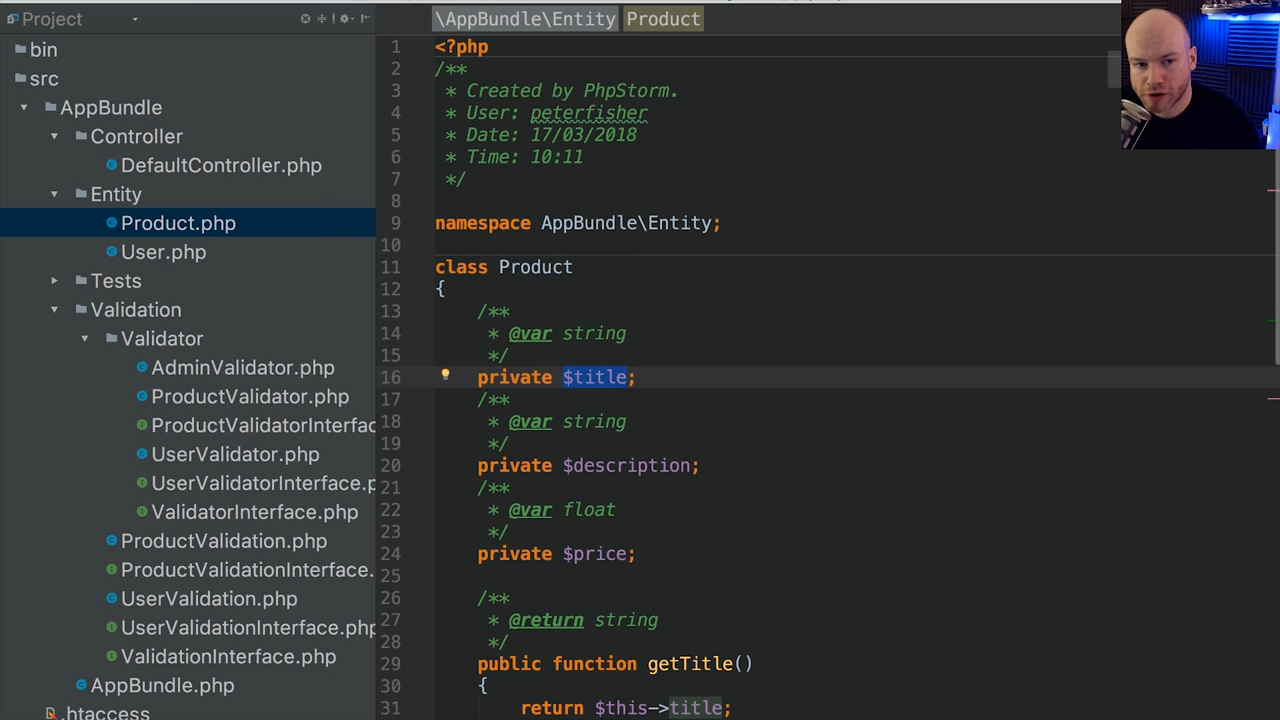 Project
bin
src
AppBundle
Controller
DefaultController.php
Entity
Product.php
User.php
Tests
Validation
Validator
AdminValidator.php
ProductValidator.php
ProductValidatorInterfac
UserValidator.php
UserValidatorInterface.p
ValidatorInterface.php
ProductValidation.php
ProductValidationInterface.
UserValidation.php
UserValidationInterface.php
ValidationInterface.php
AppBundle.php
.htaccess
\AppBundle\Entity Product
1 <?php
2 /**
3 * Created by PhpStorm.
4 * User: peterfisher
5 * Date: 17/03/2018
6 * Time: 10:11
7 */
8
9 namespace AppBundle\Entity;
10
11 class Product
12 {
13 /**
14 * @var string
15 */
16 private $title;
17 /**
18 * @var string
19 */
20 private $description;
21 /**
22 * @var float
23 */
24 private $price;
25
26 /**
27 * @return string
28 */
29 public function getTitle()
30 {
31 return $this->title;